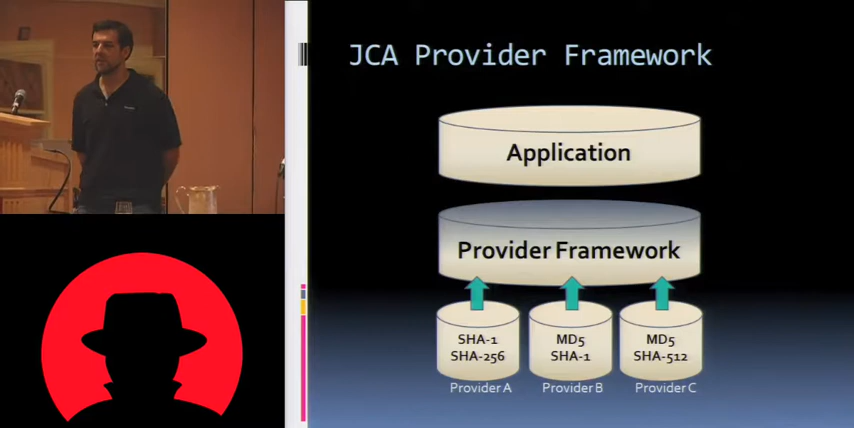 JCA Provider Framework
Application
Provider Framework
SHA-1
SHA-256
MD5
SHA-1
MD5
SHA-512
Provider A
Provider B
Provider C